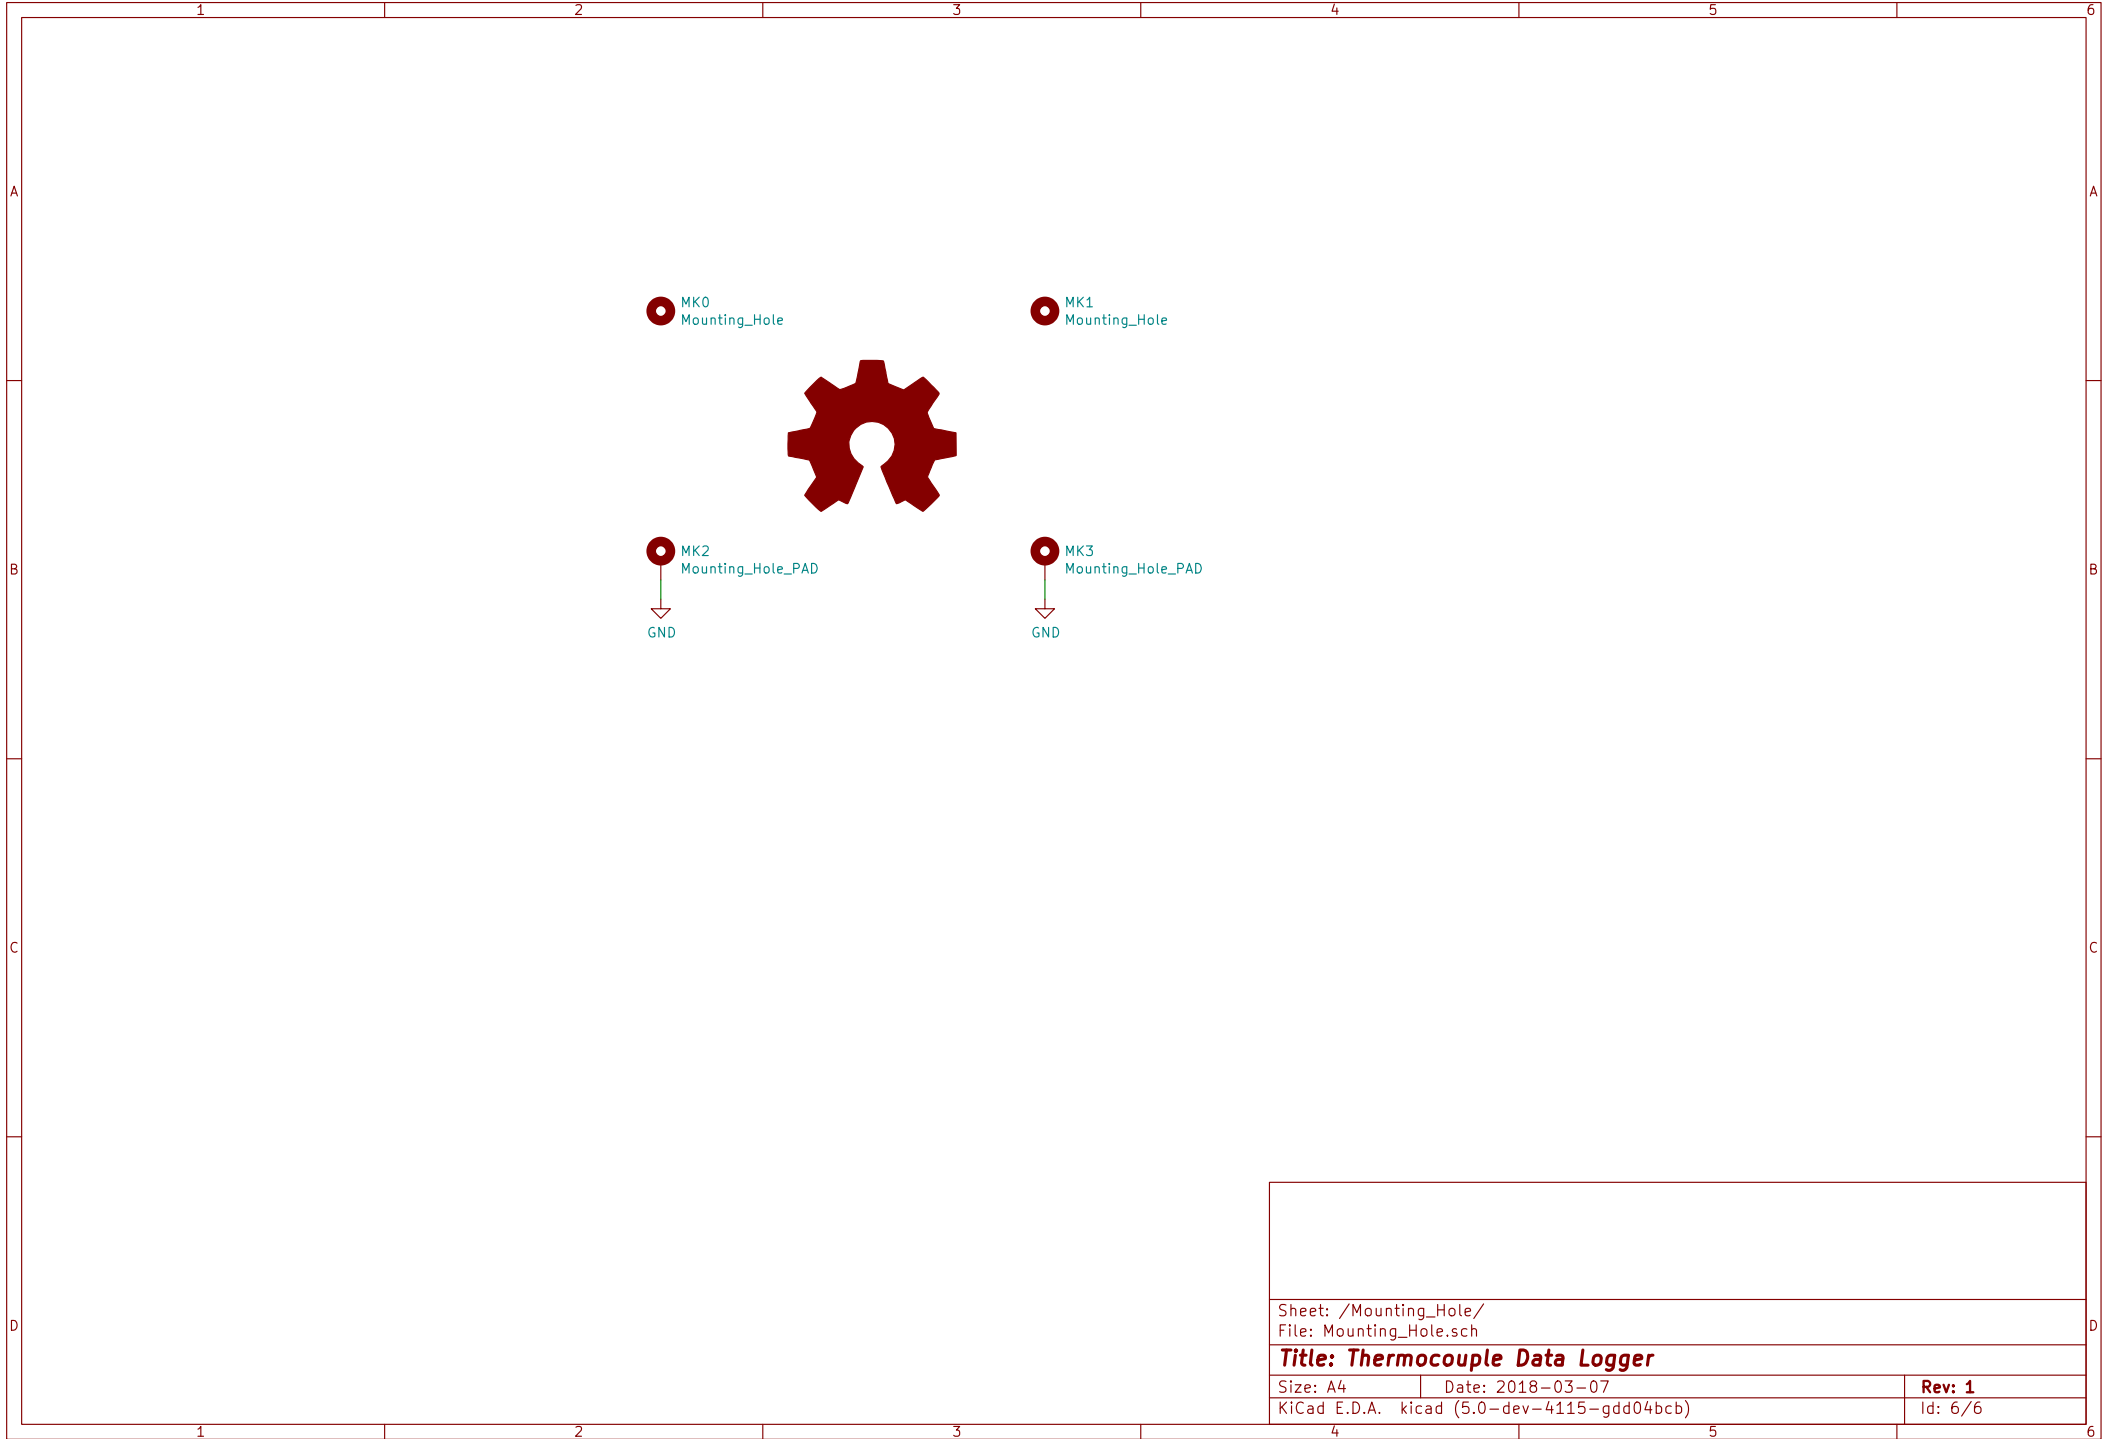 1 2 3 4 5 6
A A
MK0 MK1
Mounting_Hole Mounting_Hole
MK2 MK3
B B
Mounting_Hole_PAD Mounting_Hole_PAD
GND GND
C C
Sheet: /Mounting_Hole/
File: Mounting_Hole.sch
D D
Title: Thermocouple Data Logger
Size: A4 Date: 2018-03-07 Rev: 1
KiCad E.D.A. kicad (5.0-dev-4115-gdd04bcb) Id: 6/6
1 2 3 4 5 6